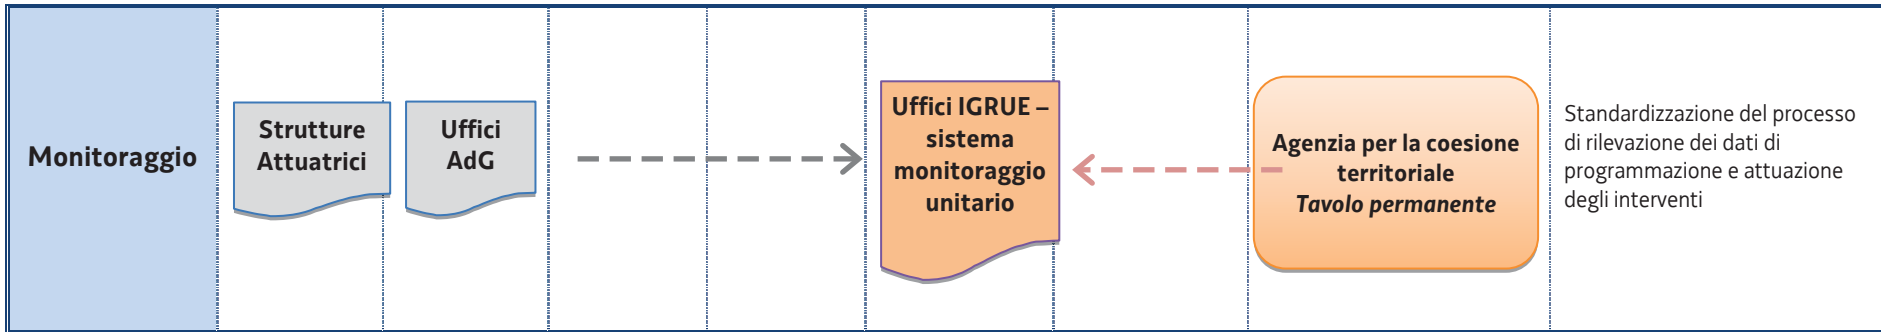 Monitoraggio
Strutture
Attuatrici
Uffici
AdG
Uffici IGRUE –
sistema
monitoraggio
unitario
Agenzia per la coesione
territoriale
Tavolo permanente
Standardizzazione del processo
di rilevazione dei dati di
programmazione e attuazione
degli interventi